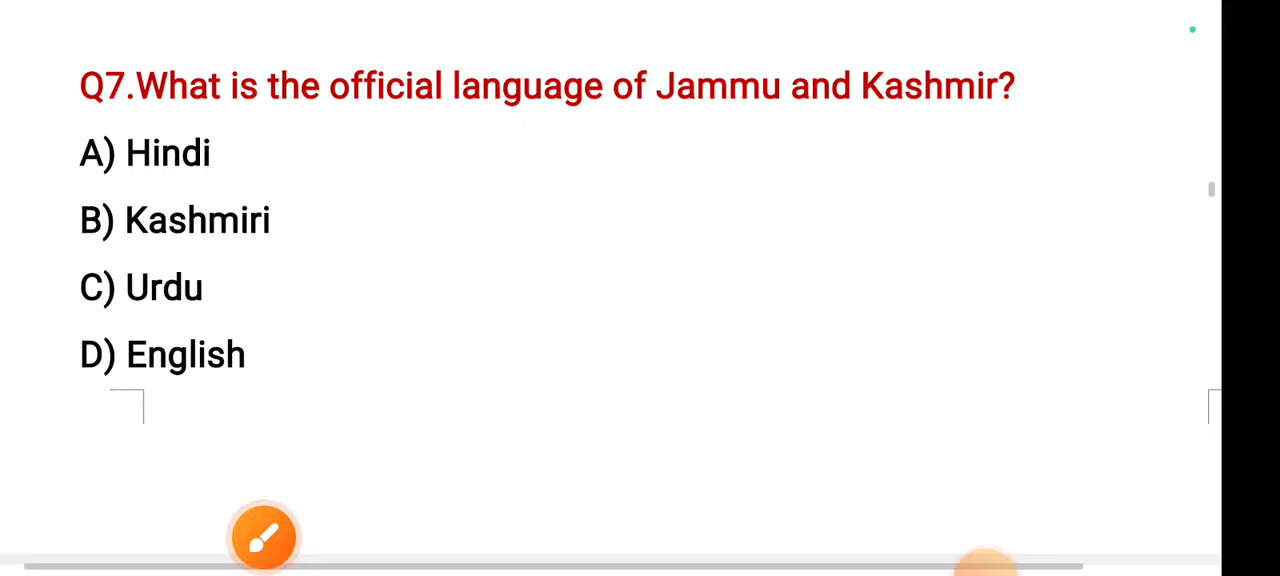 Q7.What is the official language of Jammu and Kashmir?
A) Hindi
B) Kashmiri
C) Urdu
D) English